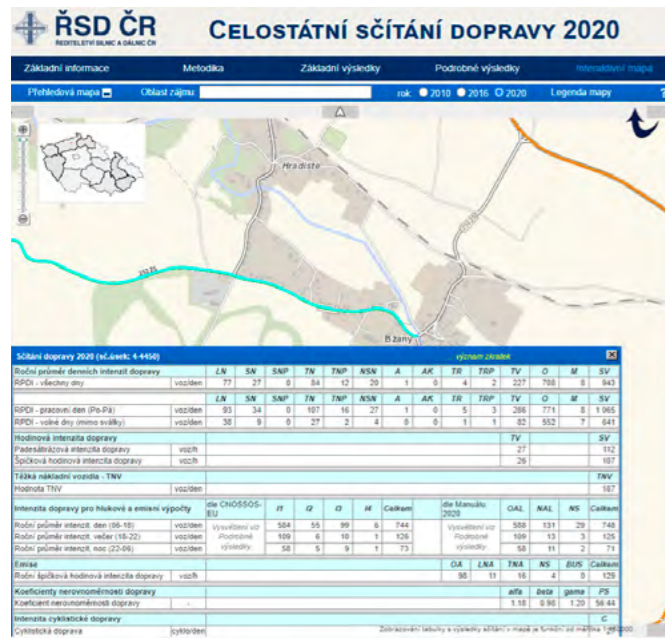 ŘSD ČR
ŘEDITELSTVÍ SILNIC A DÁLNIC ČR
CELOSTÁTNÍ SČÍTÁNÍ DOPRAVY 2020
Základní informace Metodika Základní výsledky Podrobné výsledky Interaktivní mapa
Přehledová mapa Oblast zájmu rok: 2010 2016 2020 Legenda mapy ?
Hradiště
Bžany
Sčítání dopravy 2020 (sč.úsek: 4-4450) význam zkratek
Roční průměr denních intenzit dopravy LN SN SNP TN TNP NSN A AK TR TRP TV O M SV
RPDI - všechny dny voz/den 77 27 0 84 12 20 1 0 4 2 227 708 8 943
LN SN SNP TN TNP NSN A AK TR TRP TV O M SV
RPDI - pracovní den (Po-Pá) voz/den 93 34 0 107 16 27 1 0 5 3 286 771 8 1 065
RPDI - volné dny (mimo svátky) voz/den 38 9 0 27 2 4 0 0 1 1 82 552 7 641
Hodinová intenzita dopravy TV SV
Padesátirázová intenzita dopravy voz/h 27 112
Špičková hodinová intenzita dopravy voz/h 26 107
Těžká nákladní vozidla - TNV TNV
Hodnota TNV voz/den 187
Intenzita dopravy pro hlukové a emisní výpočty dle CNOSSOS-EU I1 I2 I3 I4 Celkem dle Manuálu 2020 OAL NAL NS Celkem
Roční průměr intenzit, den (06-18) voz/den Vysvětlení viz Podrobné výsledky 584 55 99 6 744 Vysvětlení viz Podrobné výsledky 588 131 29 748
Roční průměr intenzit, večer (18-22) voz/den 109 6 10 1 126 109 13 3 125
Roční průměr intenzit, noc (22-06) voz/den 58 5 9 1 73 58 11 2 71
Emise OA LNA TNA NS BUS Celkem
Roční špičková hodinová intenzita dopravy voz/h 98 11 16 4 0 129
Koeficienty nerovnoměrnosti dopravy alfa beta gama PS
Koeficient nerovnoměrnosti dopravy - 1.18 0.98 1.20 56:44
Intenzita cyklistické dopravy C
Cyklistická doprava cyklo/den
Zobrazování tabulky s výsledky sčítání v mapě je funkční od měřítka